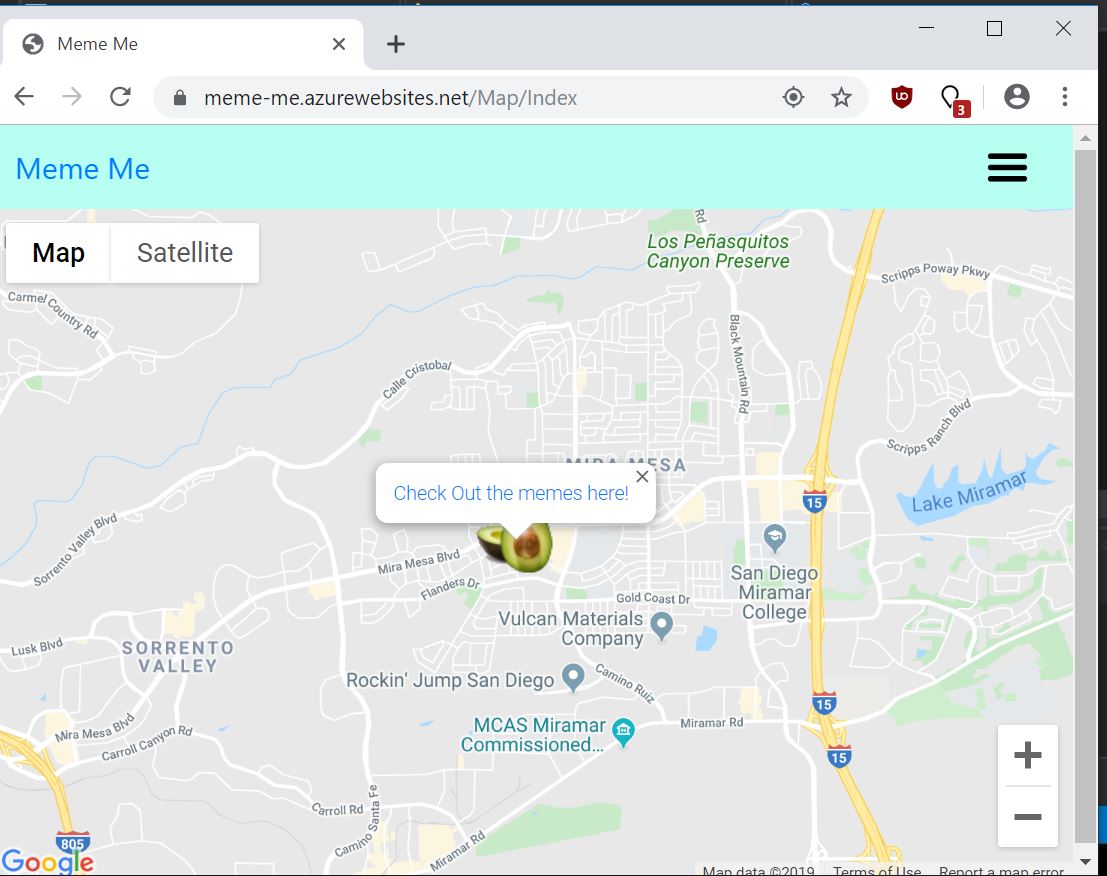 Meme Me
meme-me.azurewebsites.net/Map/Index
3
Meme Me
Map
Satellite
Rd
Los Peñasquitos
Canyon Preserve
Scripps Poway Pkwy
Carmel Country Rd
Black Mountain Rd
Calle Cristobal
Scripps Ranch Blvd
MIRA MESA
Check Out the memes here!
15
Lake Miramar
Sorrento Valley Blvd
Mira Mesa Blvd
Flanders Dr
San Diego
Miramar
College
Gold Coast Dr
Vulcan Materials
Company
Lusk Blvd
SORRENTO
VALLEY
Rockin' Jump San Diego
Camino Ruiz
15
MCAS Miramar
Commissioned...
Miramar Rd
Mira Mesa Blvd
Carroll Canyon Rd
15
Carroll Rd
Camino Santa Fe
Miramar Rd
805
Google
Map data ©2019
Terms of Use
Report a map error